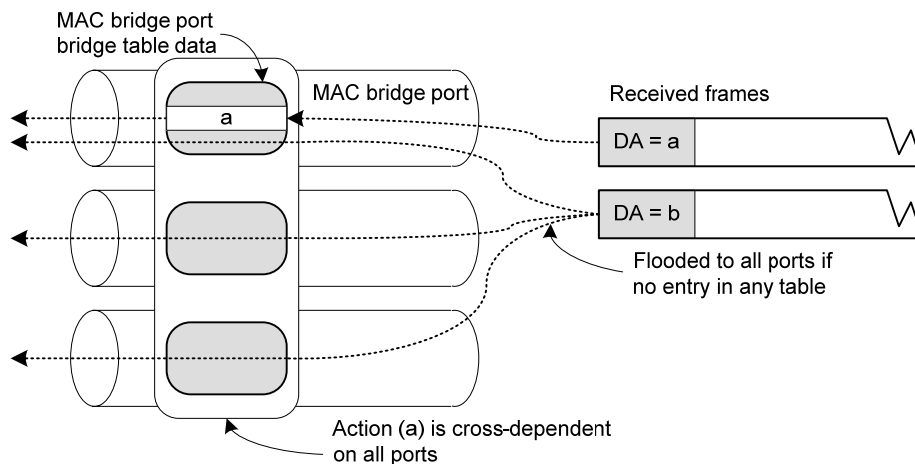 MAC bridge port
bridge table data
MAC bridge port
a
Received frames
DA = a
DA = b
Flooded to all ports if
no entry in any table
Action (a) is cross-dependent
on all ports